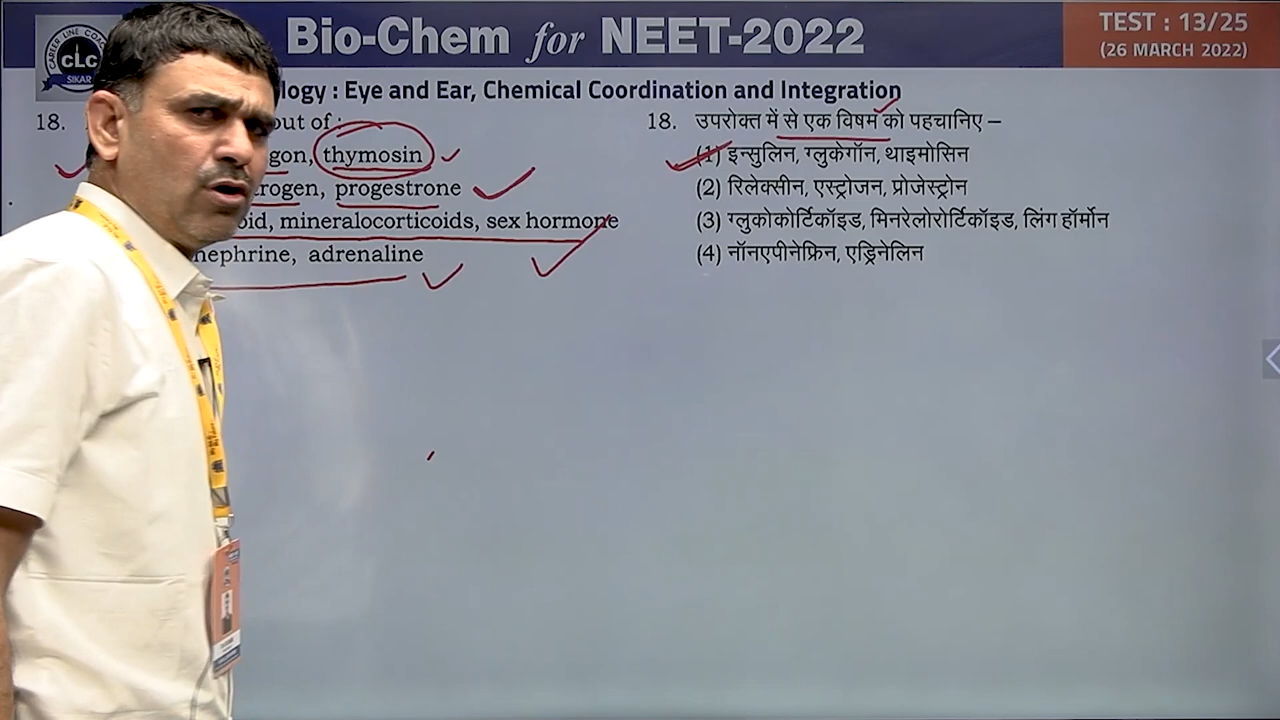 Bio-Chem for NEET-2022
TEST : 13/25
(26 MARCH 2022)
CLC
SIKAR
logy : Eye and Ear, Chemical Coordination and Integration
18. out of :
gon, thymosin
trogen, progestrone
oid, mineralocorticoids, sex hormone
nephrine, adrenaline
18. उपरोक्त में से एक विषम को पहचानिए –
(1) इन्सुलिन, ग्लुकेगॉन, थाइमोसिन
(2) रिलेक्सीन, एस्ट्रोजन, प्रोजेस्ट्रोन
(3) ग्लुकोकोर्टिकॉइड, मिनरेलोरोर्टिकॉइड, लिंग हॉर्मोन
(4) नॉनएपीनेफ्रिन, एड्रिनेलिन